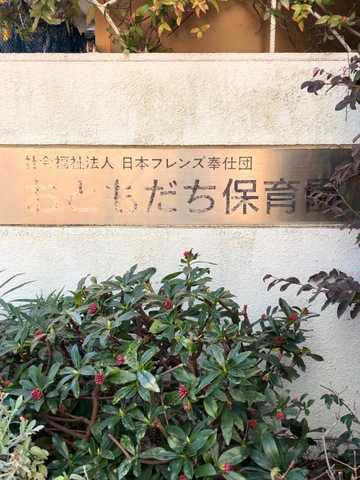 社会福祉法人 日本フレンズ奉仕団
おともだち保育園